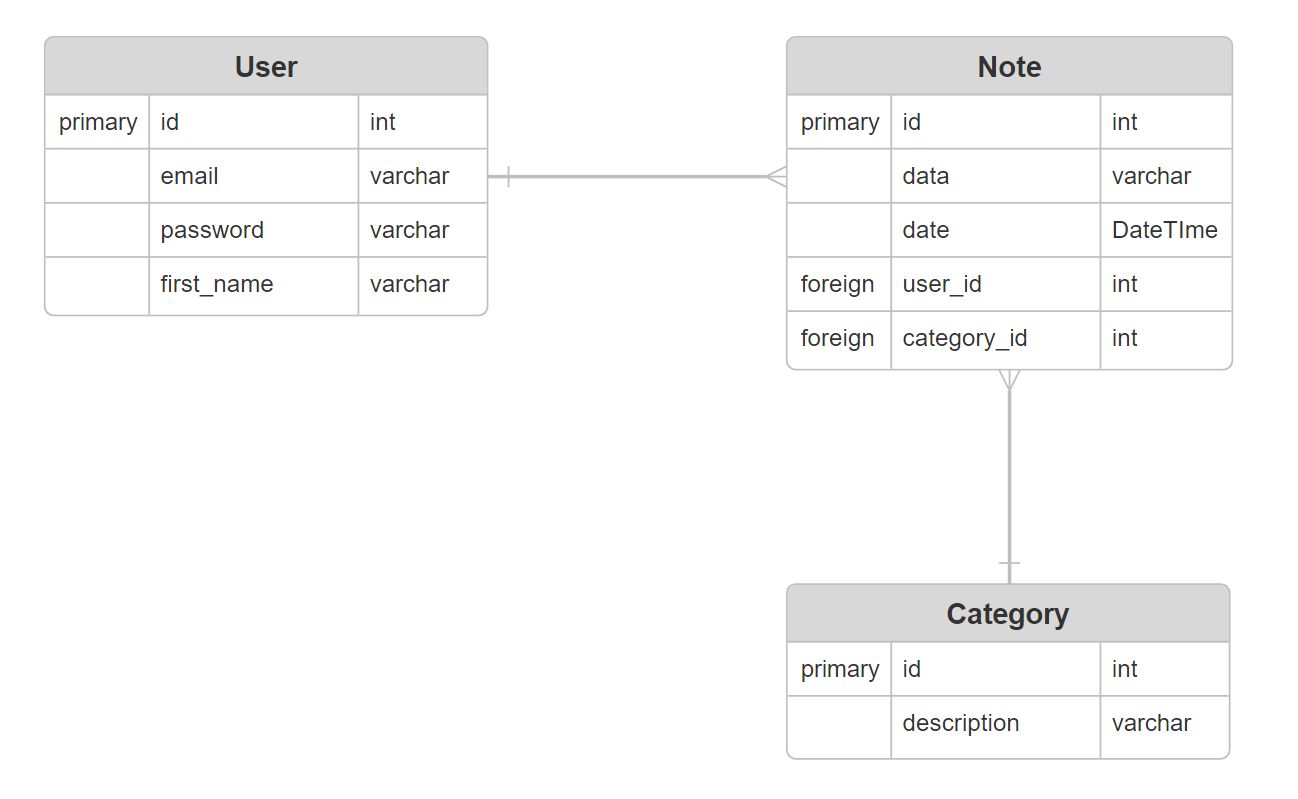 User
primary id int
email varchar
password varchar
first_name varchar
Note
primary id int
data varchar
date DateTIme
foreign user_id int
foreign category_id int
Category
primary id int
description varchar